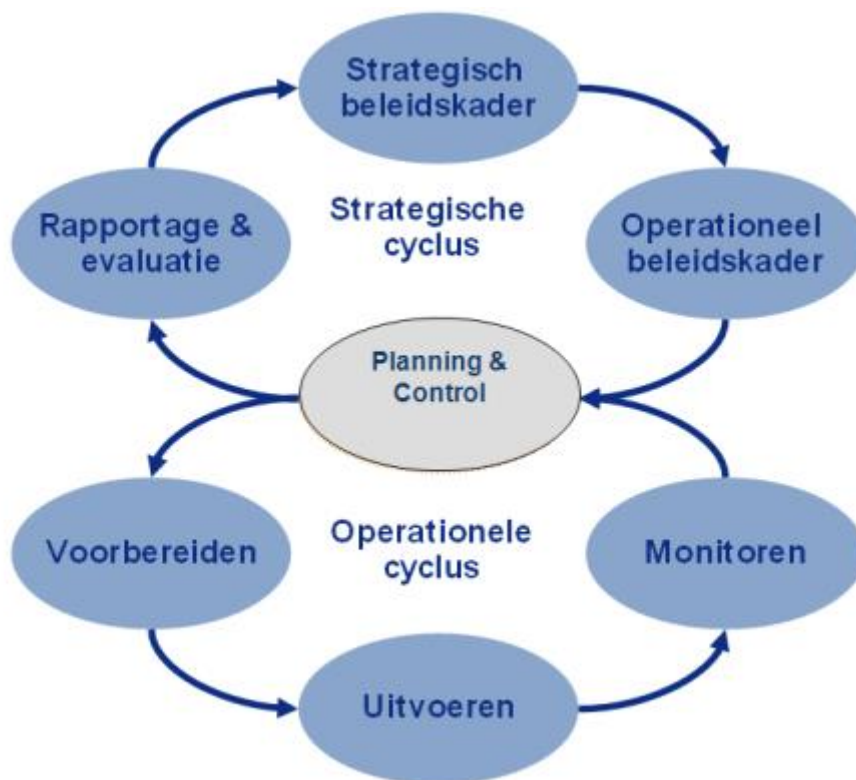 Strategisch
beleidskader
Rapportage &
evaluatie
Strategische
cyclus
Operationeel
beleidskader
Planning &
Control
Voorbereiden
Operationele
cyclus
Monitoren
Uitvoeren